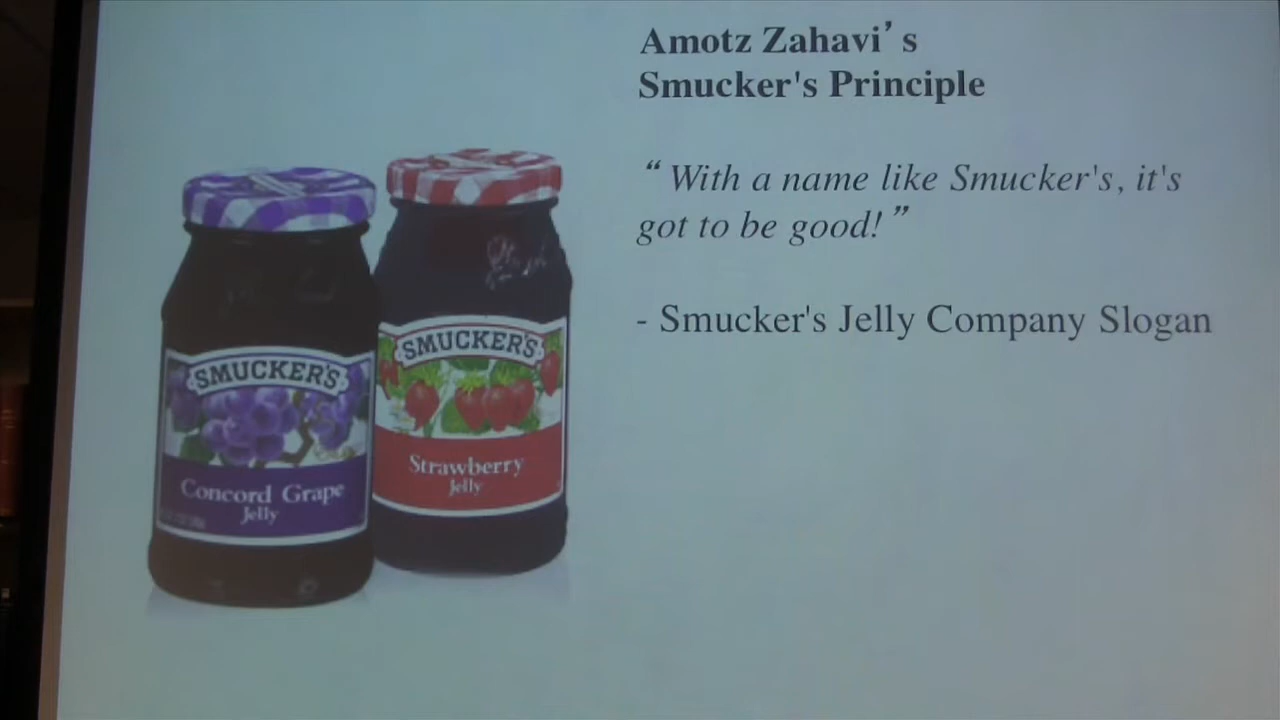 Amotz Zahavi’s
Smucker's Principle
“With a name like Smucker's, it's
got to be good!”
- Smucker's Jelly Company Slogan
SMUCKER'S
Concord Grape
Jelly
SMUCKER'S
Strawberry
Jelly